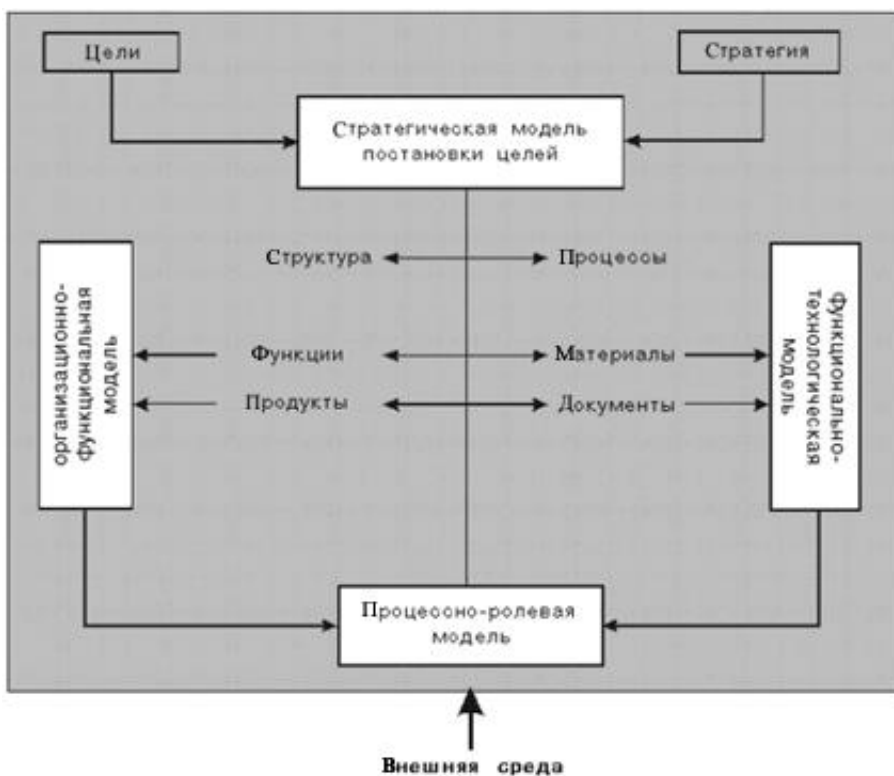 Цели
Стратегия
Стратегическая модель
постановки целей
Структура
Процессы
организационно-
функциональная
модель
Функции
Материалы
Продукты
Документы
Функционально-
технологическая
модель
Процессно-ролевая
модель
Внешняя среда